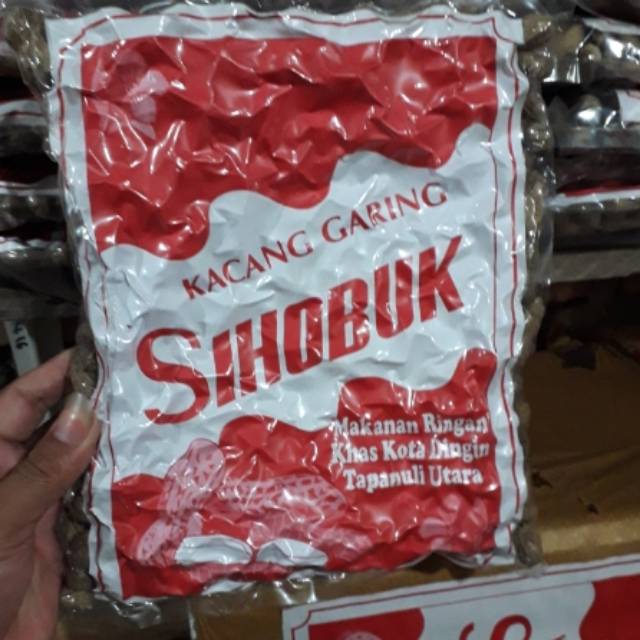 KACANG GARING
SIHOBUK
Makanan Ringan
Khas Kota Dingin
Tapanuli Utara